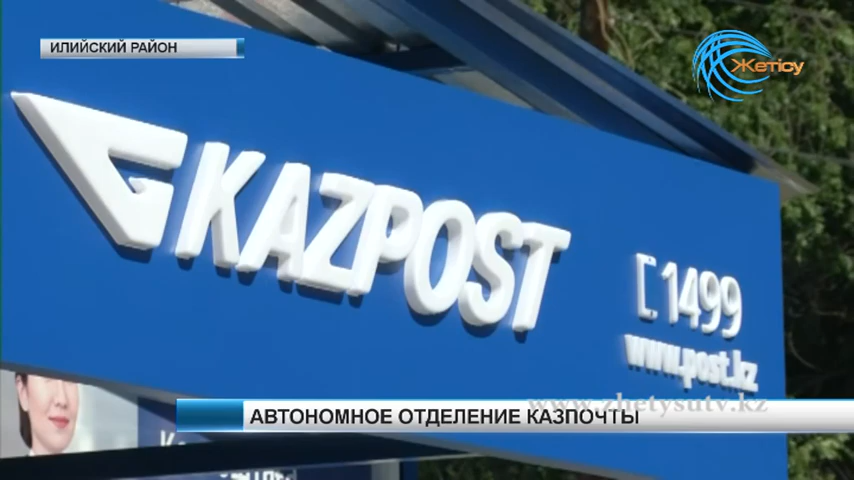 ИЛИЙСКИЙ РАЙОН
Жетісу
KAZPOST
1499
www.post.kz
www.zhetysutv.kz
АВТОНОМНОЕ ОТДЕЛЕНИЕ КАЗПОЧТЫ